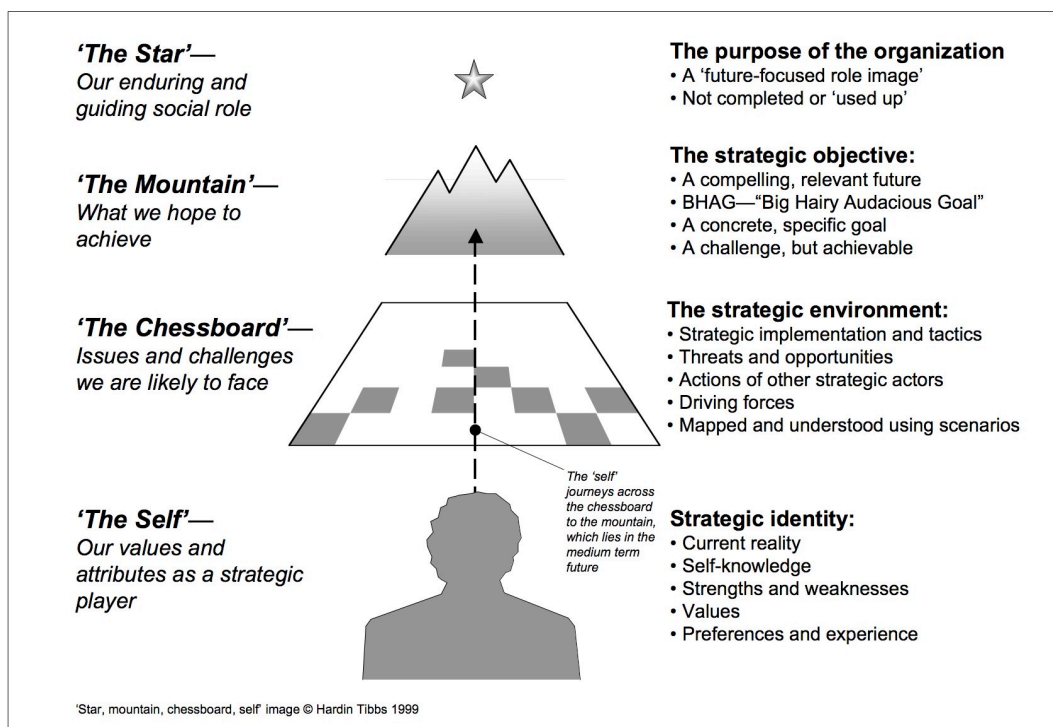 ‘The Star’—
Our enduring and
guiding social role
The purpose of the organization
• A ‘future-focused role image’
• Not completed or ‘used up’
‘The Mountain’—
What we hope to
achieve
The strategic objective:
• A compelling, relevant future
• BHAG—“Big Hairy Audacious Goal”
• A concrete, specific goal
• A challenge, but achievable
‘The Chessboard’—
Issues and challenges
we are likely to face
The strategic environment:
• Strategic implementation and tactics
• Threats and opportunities
• Actions of other strategic actors
• Driving forces
• Mapped and understood using scenarios
The ‘self’
journeys across
the chessboard
to the mountain,
which lies in the
medium term
future
‘The Self’—
Our values and
attributes as a strategic
player
Strategic identity:
• Current reality
• Self-knowledge
• Strengths and weaknesses
• Values
• Preferences and experience
‘Star, mountain, chessboard, self’ image © Hardin Tibbs 1999